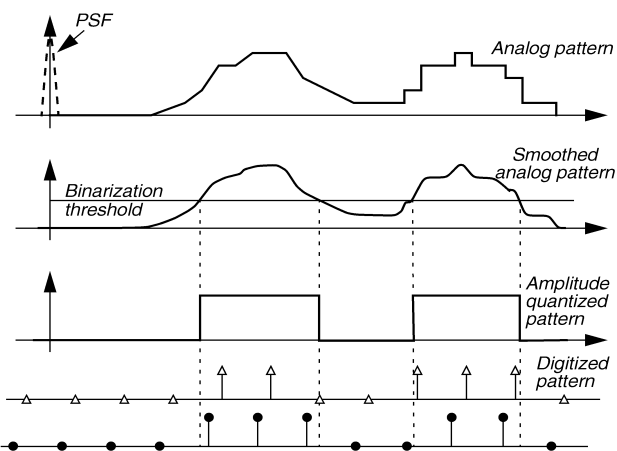 PSF
Analog pattern
Smoothed
analog pattern
Binarization
threshold
Amplitude
quantized
pattern
Digitized
pattern